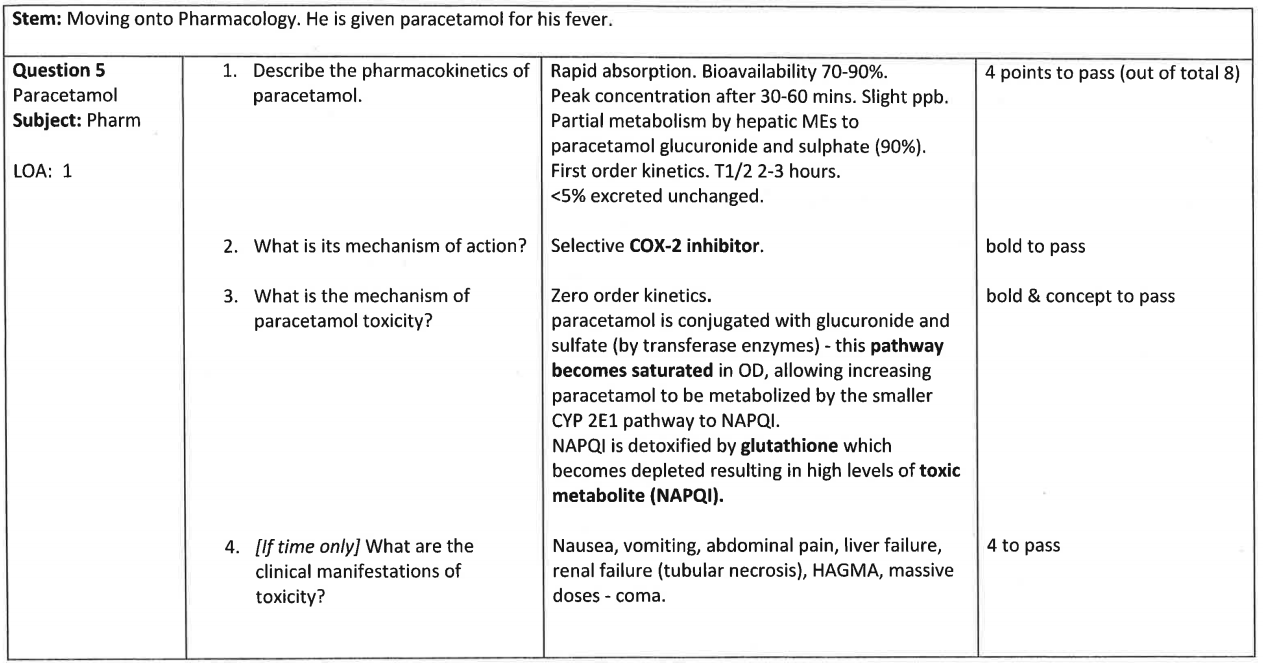 Stem: Moving onto Pharmacology. He is given paracetamol for his fever.
Question 5
Paracetamol
Subject: Pharm
LOA: 1
1. Describe the pharmacokinetics of
paracetamol.
Rapid absorption. Bioavailability 70-90%.
Peak concentration after 30-60 mins. Slight ppb.
Partial metabolism by hepatic MEs to
paracetamol glucuronide and sulphate (90%).
First order kinetics. T1/2 2-3 hours.
<5% excreted unchanged.
4 points to pass (out of total 8)
2. What is its mechanism of action?
Selective COX-2 inhibitor.
bold to pass
3. What is the mechanism of
paracetamol toxicity?
Zero order kinetics.
paracetamol is conjugated with glucuronide and
sulfate (by transferase enzymes) - this pathway
becomes saturated in OD, allowing increasing
paracetamol to be metabolized by the smaller
CYP 2E1 pathway to NAPQI.
NAPQI is detoxified by glutathione which
becomes depleted resulting in high levels of toxic
metabolite (NAPQI).
bold & concept to pass
4. [If time only] What are the
clinical manifestations of
toxicity?
Nausea, vomiting, abdominal pain, liver failure,
renal failure (tubular necrosis), HAGMA, massive
doses - coma.
4 to pass